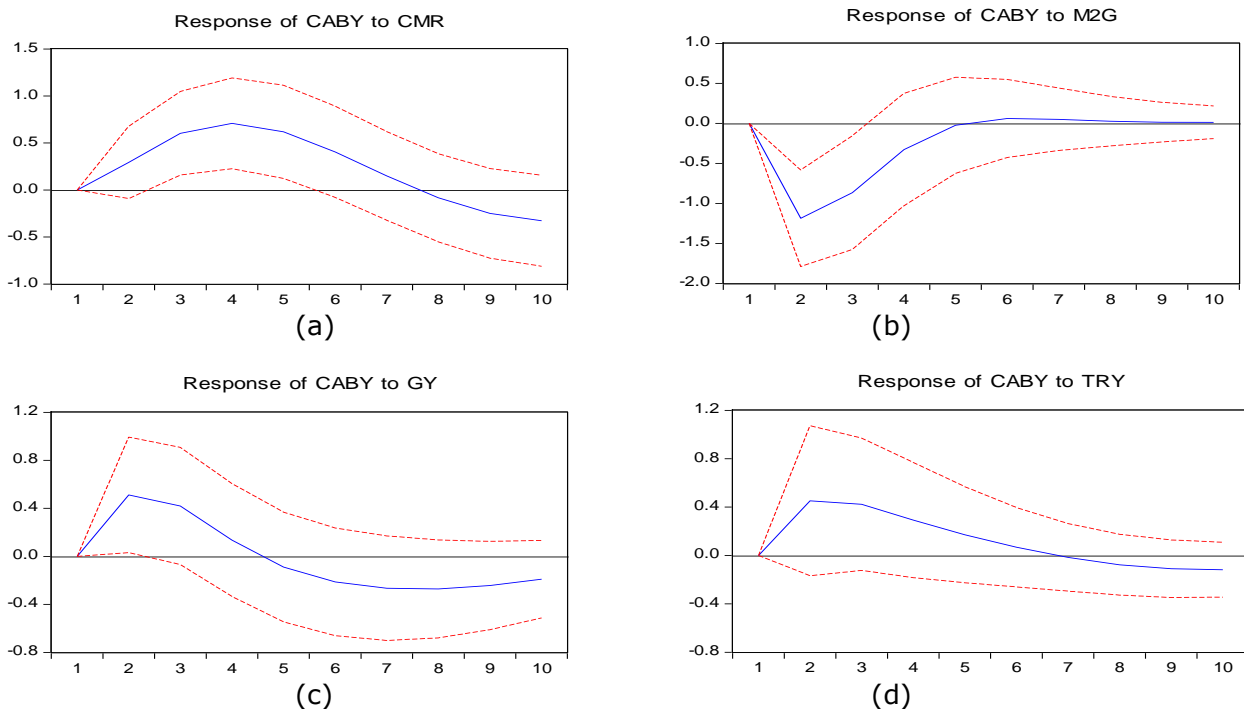 Response of CABY to CMR
1.5
1.0
0.5
0.0
-0.5
-1.0
1 2 3 4 5 6 7 8 9 10
(a)
Response of CABY to M2G
1.0
0.5
0.0
-0.5
-1.0
-1.5
-2.0
1 2 3 4 5 6 7 8 9 10
(b)
Response of CABY to GY
1.2
0.8
0.4
0.0
-0.4
-0.8
1 2 3 4 5 6 7 8 9 10
(c)
Response of CABY to TRY
1.2
0.8
0.4
0.0
-0.4
-0.8
1 2 3 4 5 6 7 8 9 10
(d)